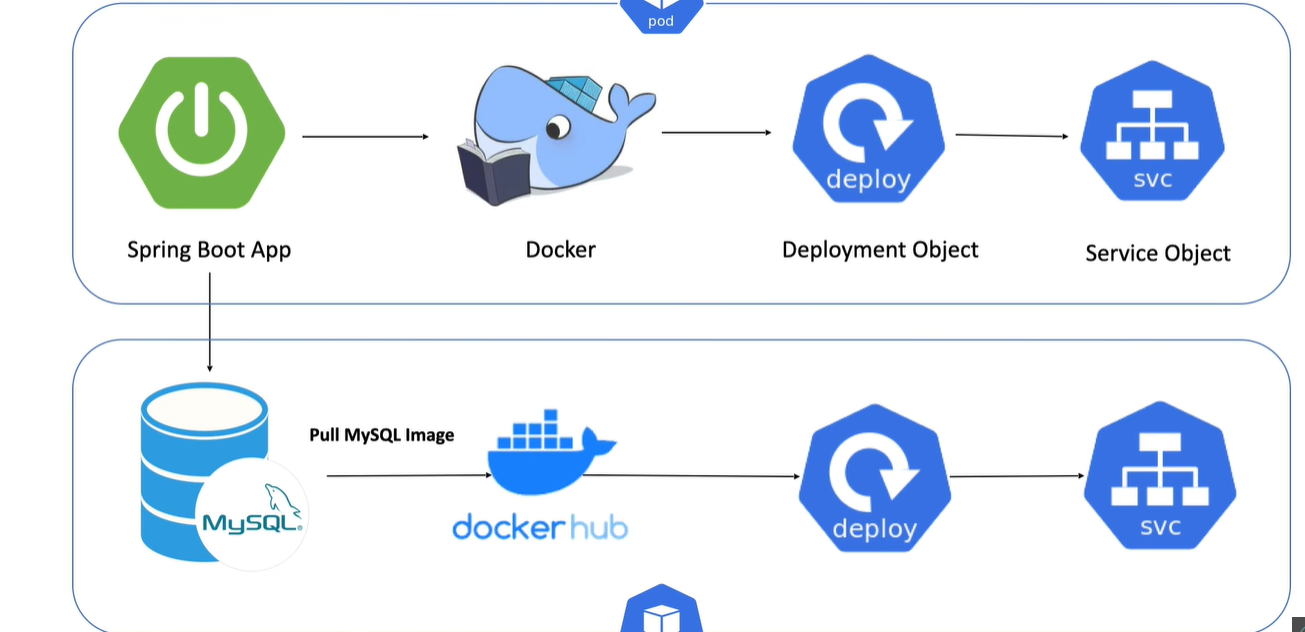 pod
deploy
svc
Spring Boot App
Docker
Deployment Object
Service Object
Pull MySQL Image
MySQL®
docker hub
deploy
svc